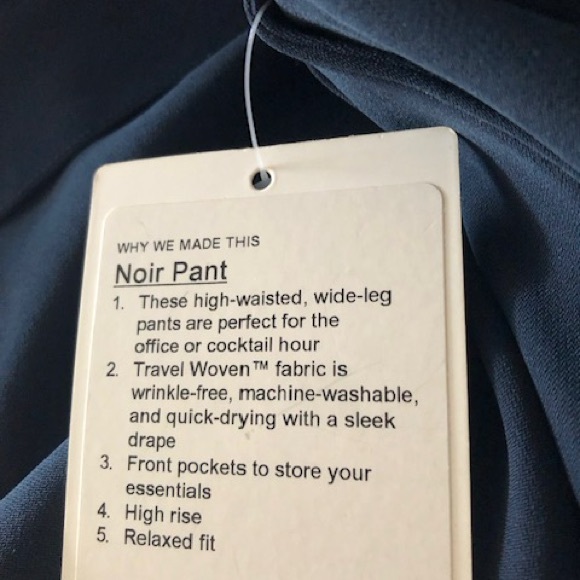 WHY WE MADE THIS
Noir Pant
1. These high-waisted, wide-leg
pants are perfect for the
office or cocktail hour
2. Travel Woven™ fabric is
wrinkle-free, machine-washable,
and quick-drying with a sleek
drape
3. Front pockets to store your
essentials
4. High rise
5. Relaxed fit